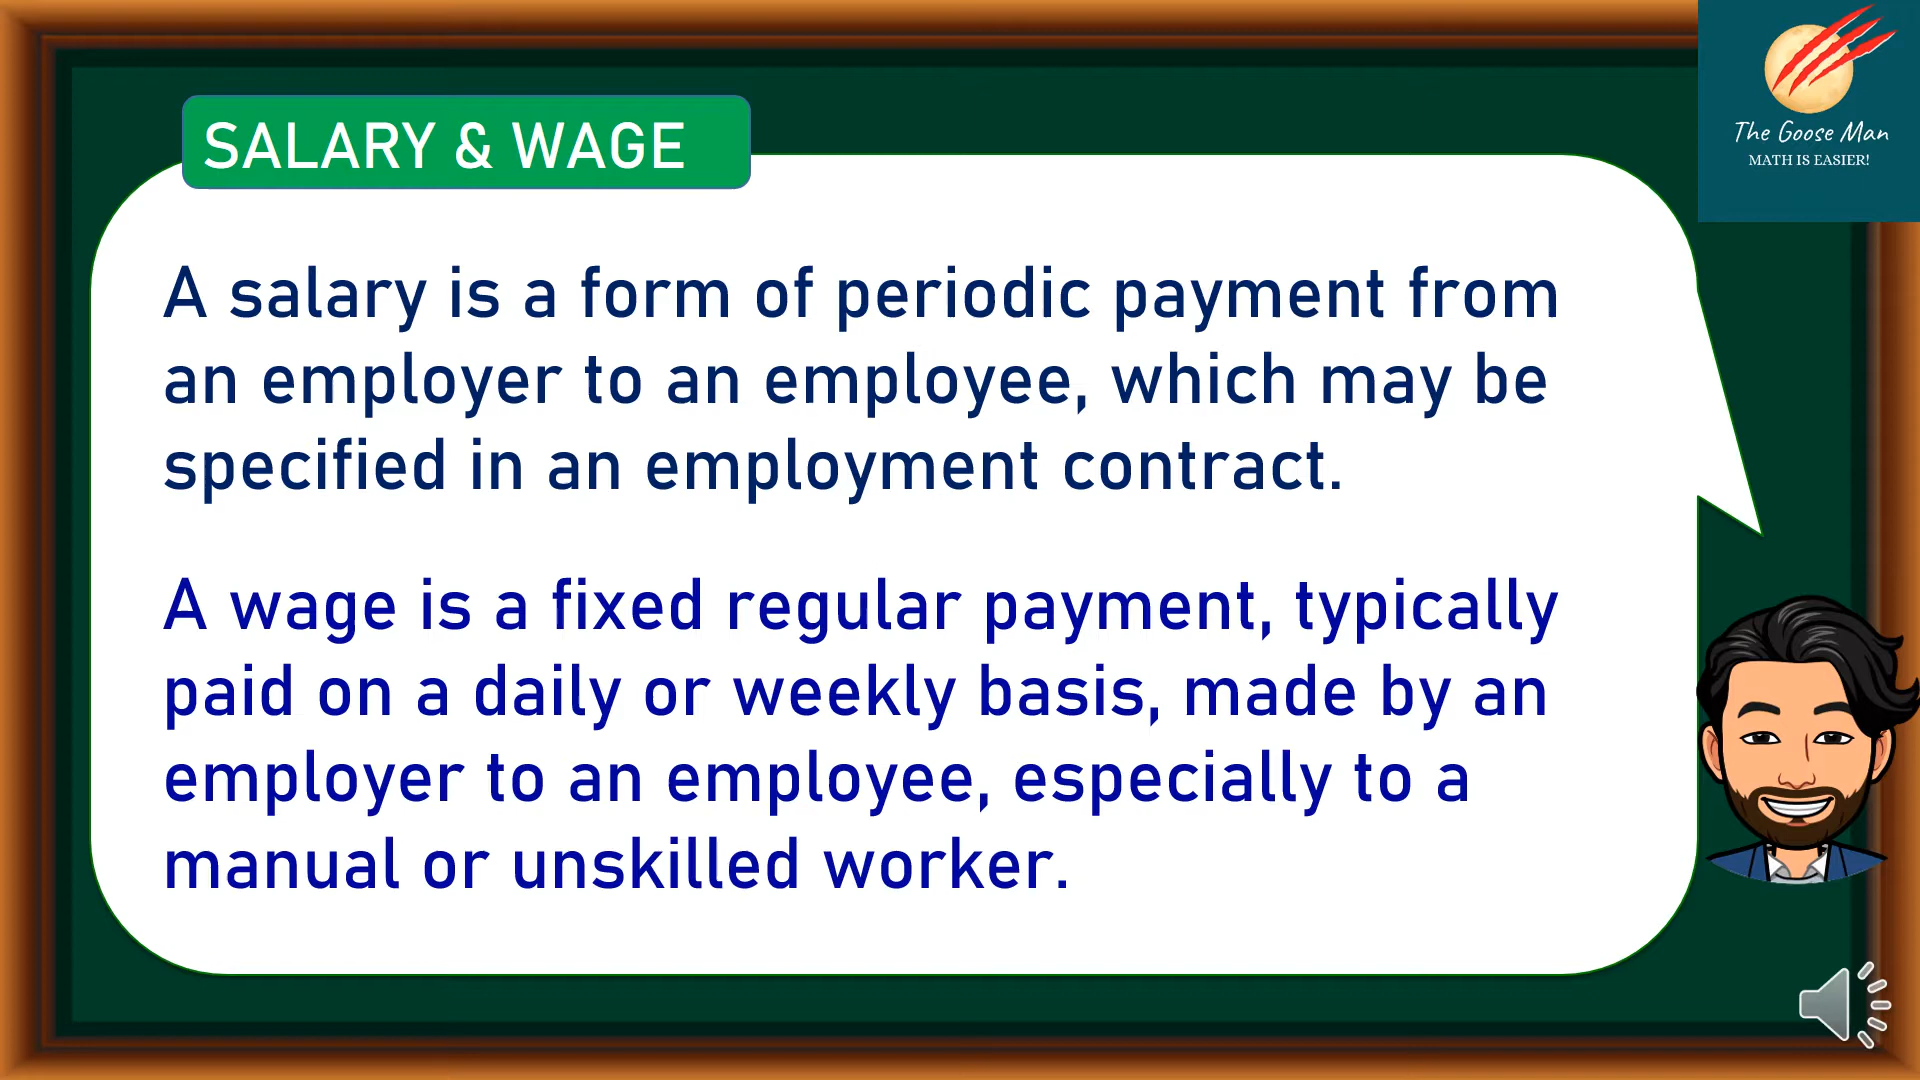 SALARY & WAGE
The Goose Man
MATH IS EASIER!
A salary is a form of periodic payment from
an employer to an employee, which may be
specified in an employment contract.
A wage is a fixed regular payment, typically
paid on a daily or weekly basis, made by an
employer to an employee, especially to a
manual or unskilled worker.